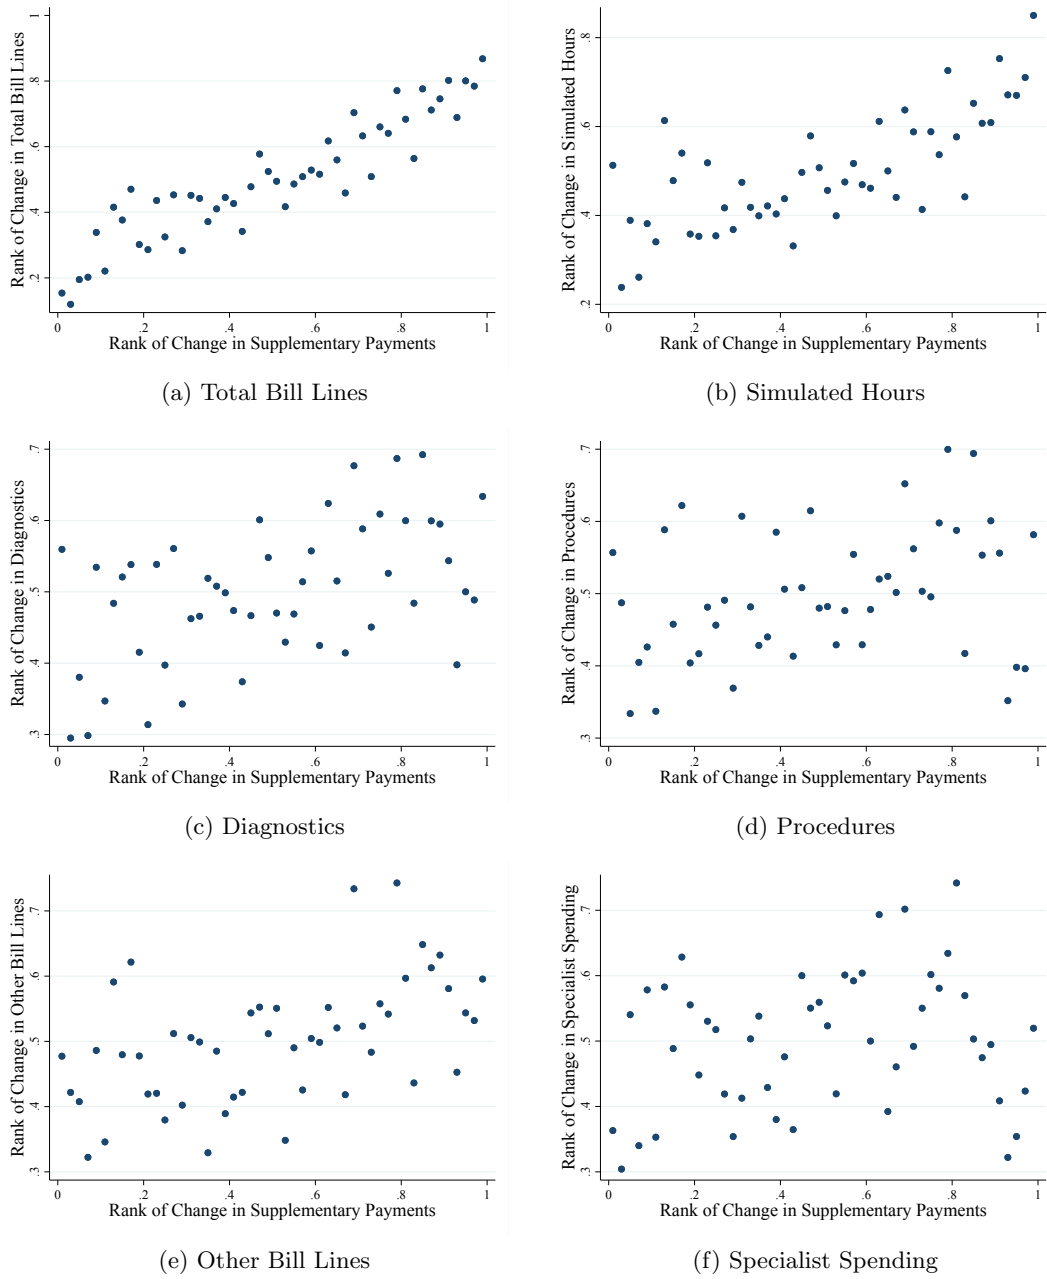 Rank of Change in Total Bill Lines
1
.8
.6
.4
.2
0 .2 .4 .6 .8 1
Rank of Change in Supplementary Payments
(a) Total Bill Lines
Rank of Change in Simulated Hours
.8
.6
.4
.2
0 .2 .4 .6 .8 1
Rank of Change in Supplementary Payments
(b) Simulated Hours
Rank of Change in Diagnostics
.7
.6
.5
.4
.3
0 .2 .4 .6 .8 1
Rank of Change in Supplementary Payments
(c) Diagnostics
Rank of Change in Procedures
.7
.6
.5
.4
.3
0 .2 .4 .6 .8 1
Rank of Change in Supplementary Payments
(d) Procedures
Rank of Change in Other Bill Lines
.7
.6
.5
.4
.3
0 .2 .4 .6 .8 1
Rank of Change in Supplementary Payments
(e) Other Bill Lines
Rank of Change in Specialist Spending
.7
.6
.5
.4
.3
0 .2 .4 .6 .8 1
Rank of Change in Supplementary Payments
(f) Specialist Spending